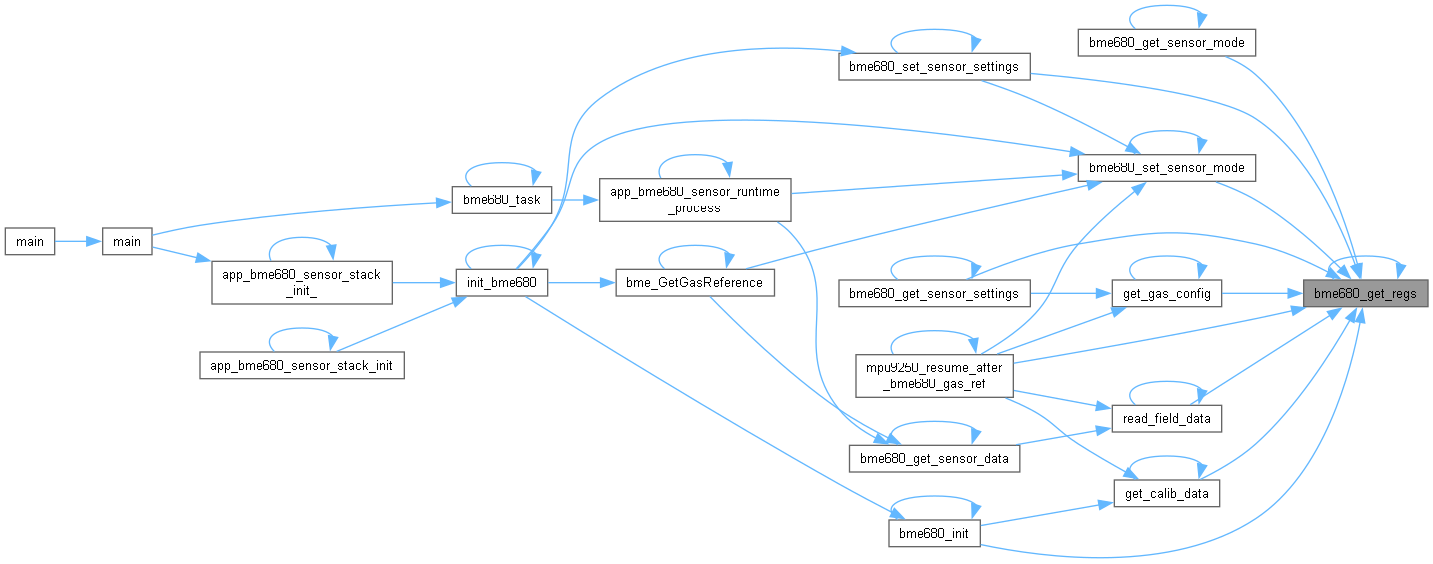 bme680_get_sensor_mode
bme680_set_sensor_settings
bme680_set_sensor_mode
app_bme680_sensor_runtime
_process
bme680_task
main
main
app_bme680_sensor_stack
_init_
init_bme680
bme_GetGasReference
bme680_get_sensor_settings
get_gas_config
bme680_get_regs
app_bme680_sensor_stack_init
mpu9250_resume_after
_bme680_gas_ref
read_field_data
bme680_get_sensor_data
get_calib_data
bme680_init